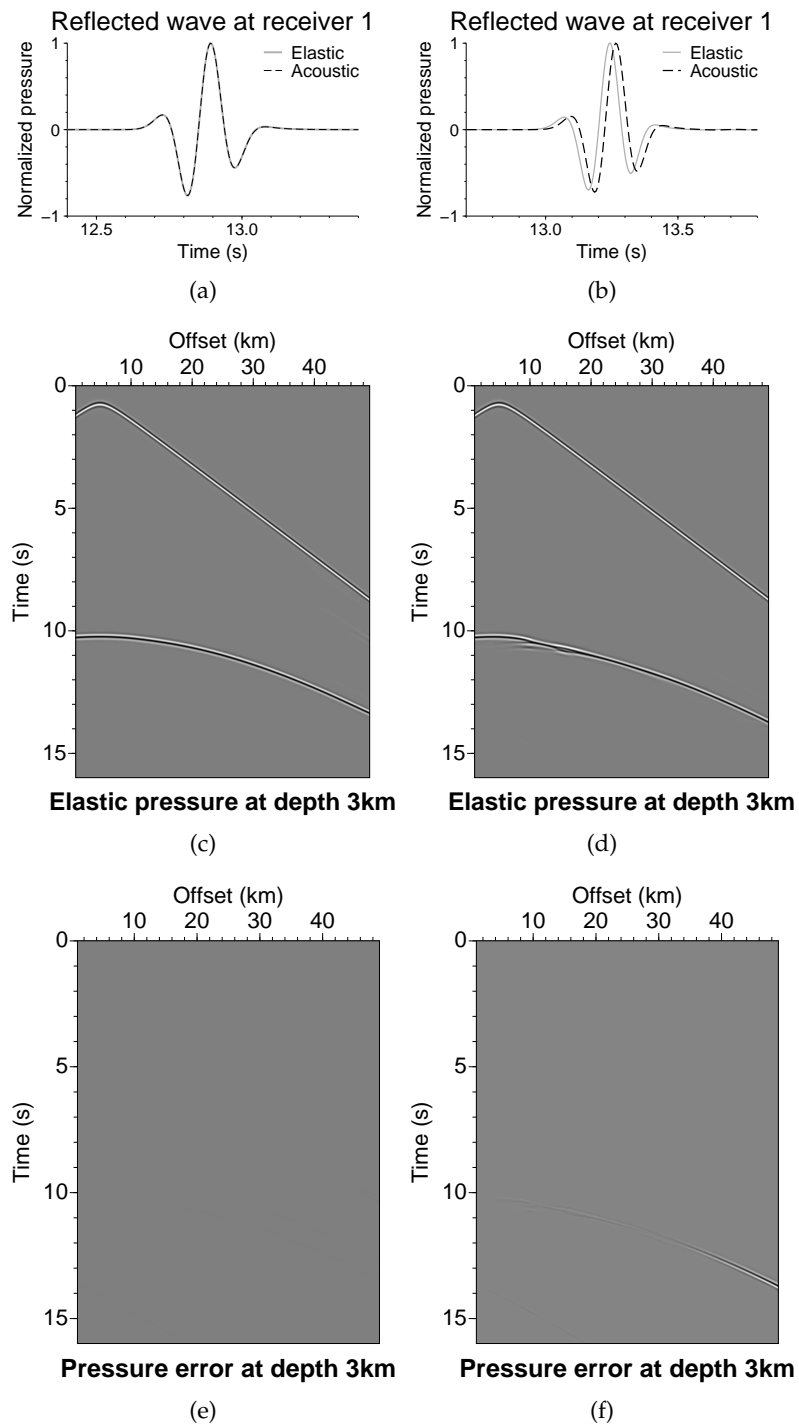 Reflected wave at receiver 1
Normalized pressure
1
0
−1
Elastic
Acoustic
12.5 13.0
Time (s)
(a)
Reflected wave at receiver 1
Normalized pressure
1
0
−1
Elastic
Acoustic
13.0 13.5
Time (s)
(b)
Offset (km)
10 20 30 40
Time (s)
0
5
10
15
Elastic pressure at depth 3km
(c)
Offset (km)
10 20 30 40
Time (s)
0
5
10
15
Elastic pressure at depth 3km
(d)
Offset (km)
10 20 30 40
Time (s)
0
5
10
15
Pressure error at depth 3km
(e)
Offset (km)
10 20 30 40
Time (s)
0
5
10
15
Pressure error at depth 3km
(f)